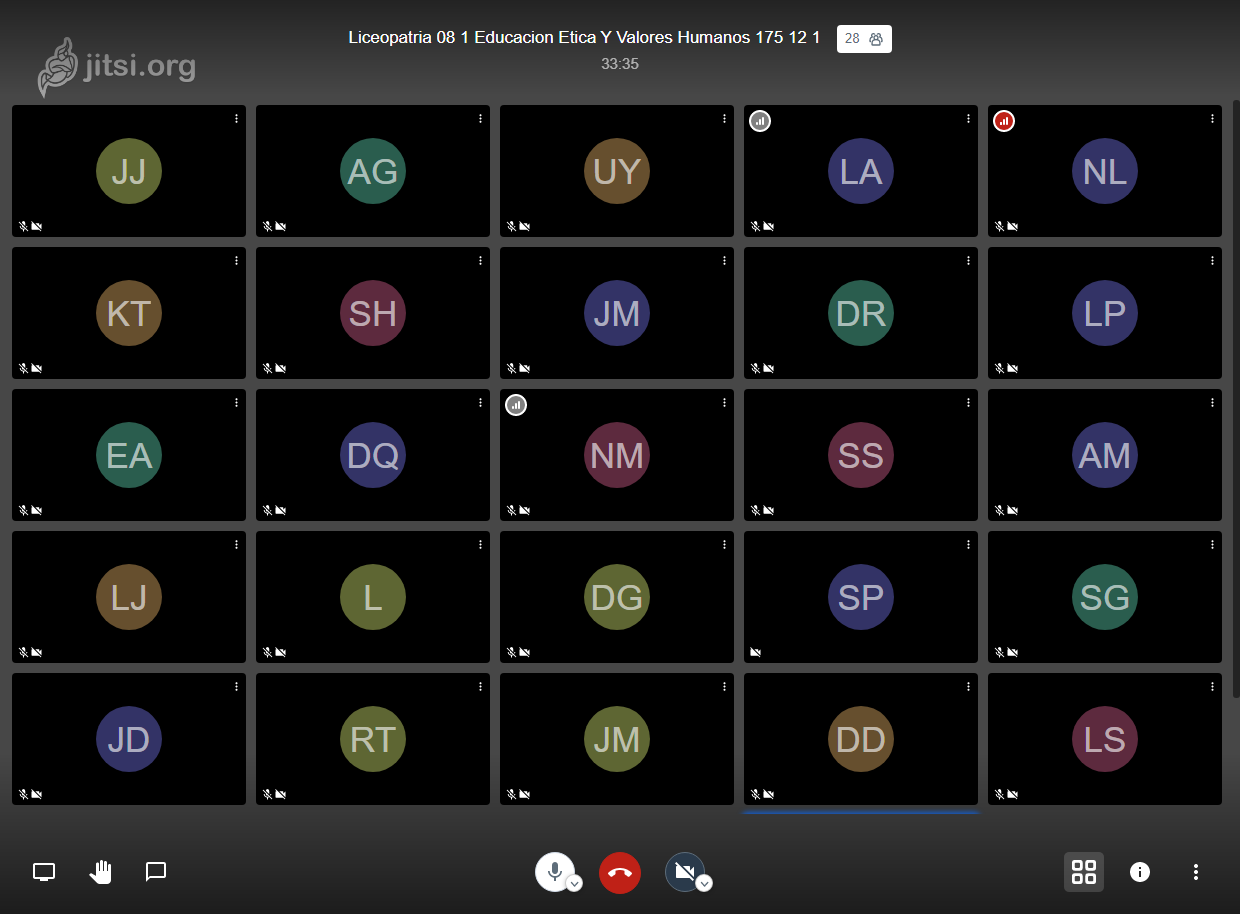 Liceopatria 08 1 Educacion Etica Y Valores Humanos 175 12 1
28
33:35
jitsi.org
JJ
AG
UY
LA
NL
KT
SH
JM
DR
LP
EA
DQ
NM
SS
AM
LJ
L
DG
SP
SG
JD
RT
JM
DD
LS